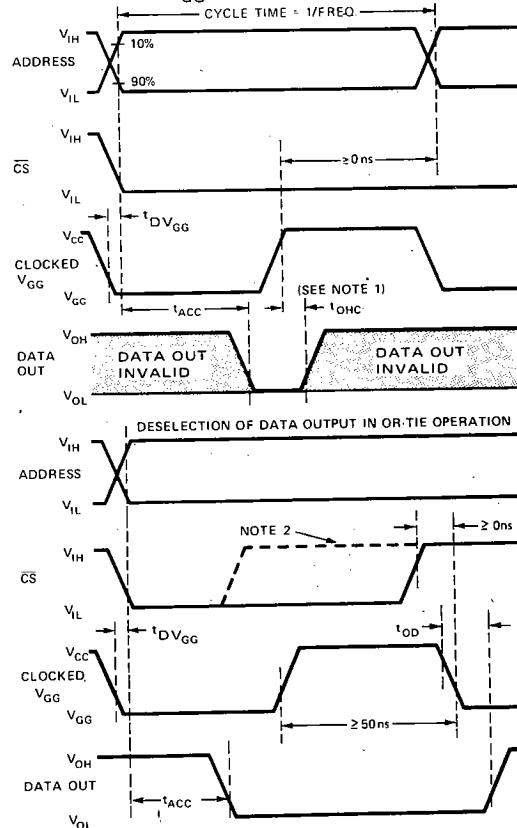 GG
CYCLE TIME = 1/FREQ.
VIH
10%
ADDRESS
90%
VIL
VIH
≥0ns
CS
VIL
tDVGG
VCC
CLOCKED
VGG
VGG
tACC
(SEE NOTE 1)
tOHC
VOH
DATA
OUT
DATA OUT
INVALID
DATA OUT
INVALID
VOL
DESELECTION OF DATA OUTPUT IN OR-TIE OPERATION
VIH
ADDRESS
VIL
NOTE 2
≥ 0ns
VIH
CS
VIL
tDVGG
tOD
VCC
CLOCKED,
VGG
VGG
≥50ns
VOH
DATA OUT
tACC
VOL